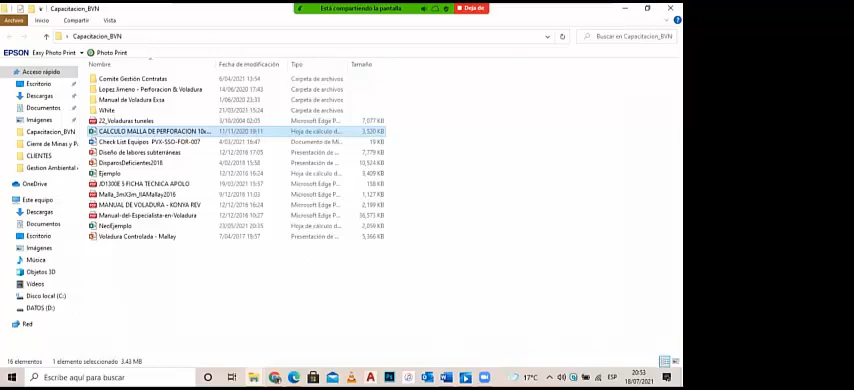 Capacitacion_BVN
Está compartiendo la pantalla
Deja de
Archivo Inicio Compartir Vista
Capacitacion_BVN
Buscar en Capacitacion_BVN
EPSON Easy Photo Print Photo Print
Nombre Fecha de modificación Tipo Tamaño
Acceso rápido
Escritorio
Descargas
Documentos
Imágenes
Capacitacion_BVN
Cierre de Minas y P
CLIENTES
Gestion Ambiental
OneDrive
Este equipo
Descargas
Documentos
Escritorio
Imágenes
Música
Objetos 3D
Vídeos
Disco local (C:)
DATOS (D:)
Red
Comite Gestión Contratas 6/04/2021 13:54 Carpeta de archivos
Lopez Jimeno - Perforacion & Voladura 14/06/2020 17:43 Carpeta de archivos
Manual de Voladura Exsa 1/06/2020 23:33 Carpeta de archivos
White 21/03/2021 15:24 Carpeta de archivos
22_Voladuras tuneles 3/10/2004 02:05 Microsoft Edge P... 7,077 KB
CALCULO MALLA DE PERFORACION 10x... 11/11/2020 19:11 Hoja de cálculo d... 3,520 KB
Check List Equipos PVX-SSO-FOR-007 4/03/2021 16:47 Documento de Mi... 19 KB
Diseño de labores subterráneas 12/12/2016 17:05 Presentación de... 7,779 KB
DisparosDeficientes2018 4/02/2018 15:58 Presentación de... 10,524 KB
Ejemplo 12/12/2016 16:24 Hoja de cálculo d... 3,409 KB
JD1300E 5 FICHA TECNICA APOLO 19/03/2021 15:57 Microsoft Edge P... 158 KB
Malla_3mX3m_IIAMallay2016 9/12/2016 11:03 Microsoft Edge P... 1,127 KB
MANUAL DE VOLADURA - KONYA REV 12/12/2016 16:24 Microsoft Edge P... 2,199 KB
Manual-del-Especialista-en-Voladura 12/12/2016 10:27 Microsoft Edge P... 36,573 KB
NeoEjemplo 23/05/2021 20:35 Hoja de cálculo d... 2,059 KB
Voladura Controlada - Mallay 7/04/2017 18:57 Presentación de... 5,366 KB
16 elementos 1 elemento seleccionado 3.43 MB
Escribe aquí para buscar
17°C
ESP
20:53
18/07/2021